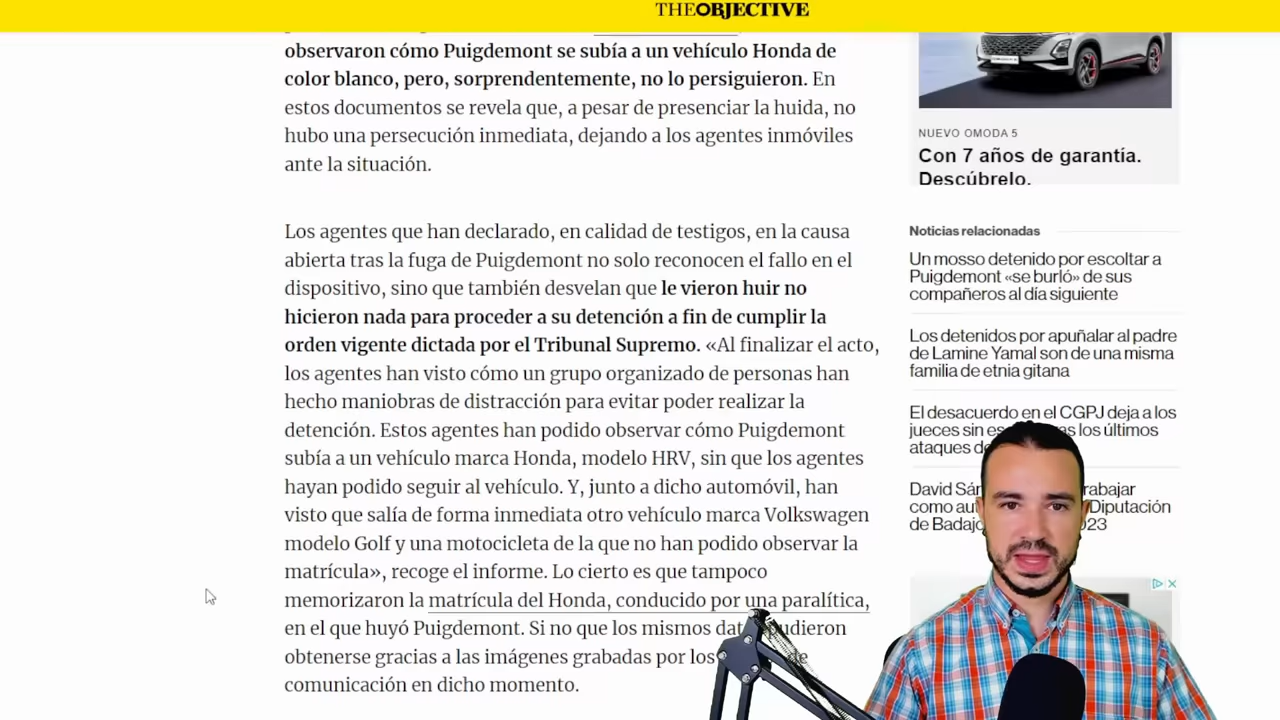 THEOBJECTIVE
observaron cómo Puigdemont se subía a un vehículo Honda de
color blanco, pero, sorprendentemente, no lo persiguieron. En
estos documentos se revela que, a pesar de presenciar la huida, no
hubo una persecución inmediata, dejando a los agentes inmóviles
ante la situación.
Los agentes que han declarado, en calidad de testigos, en la causa
abierta tras la fuga de Puigdemont no solo reconocen el fallo en el
dispositivo, sino que también desvelan que le vieron huir no
hicieron nada para proceder a su detención a fin de cumplir la
orden vigente dictada por el Tribunal Supremo. «Al finalizar el acto,
los agentes han visto cómo un grupo organizado de personas han
hecho maniobras de distracción para evitar poder realizar la
detención. Estos agentes han podido observar cómo Puigdemont
subía a un vehículo marca Honda, modelo HRV, sin que los agentes
hayan podido seguir al vehículo. Y, junto a dicho automóvil, han
visto que salía de forma inmediata otro vehículo marca Volkswagen
modelo Golf y una motocicleta de la que no han podido observar la
matrícula», recoge el informe. Lo cierto es que tampoco
memorizaron la matrícula del Honda, conducido por una paralítica,
en el que huyó Puigdemont. Si no que los mismos dat pudieron
obtenerse gracias a las imágenes grabadas por los de
comunicación en dicho momento.
NUEVO OMODA 5
Con 7 años de garantía.
Descúbrelo.
Noticias relacionadas
Un mosso detenido por escoltar a
Puigdemont «se burló» de sus
compañeros al día siguiente
Los detenidos por apuñalar al padre
de Lamine Yamal son de una misma
familia de etnia gitana
El desacuerdo en el CGPJ deja a los
jueces sin es as los últimos
ataques d
David Sán rabajar
como au Diputación
de Badajo 023